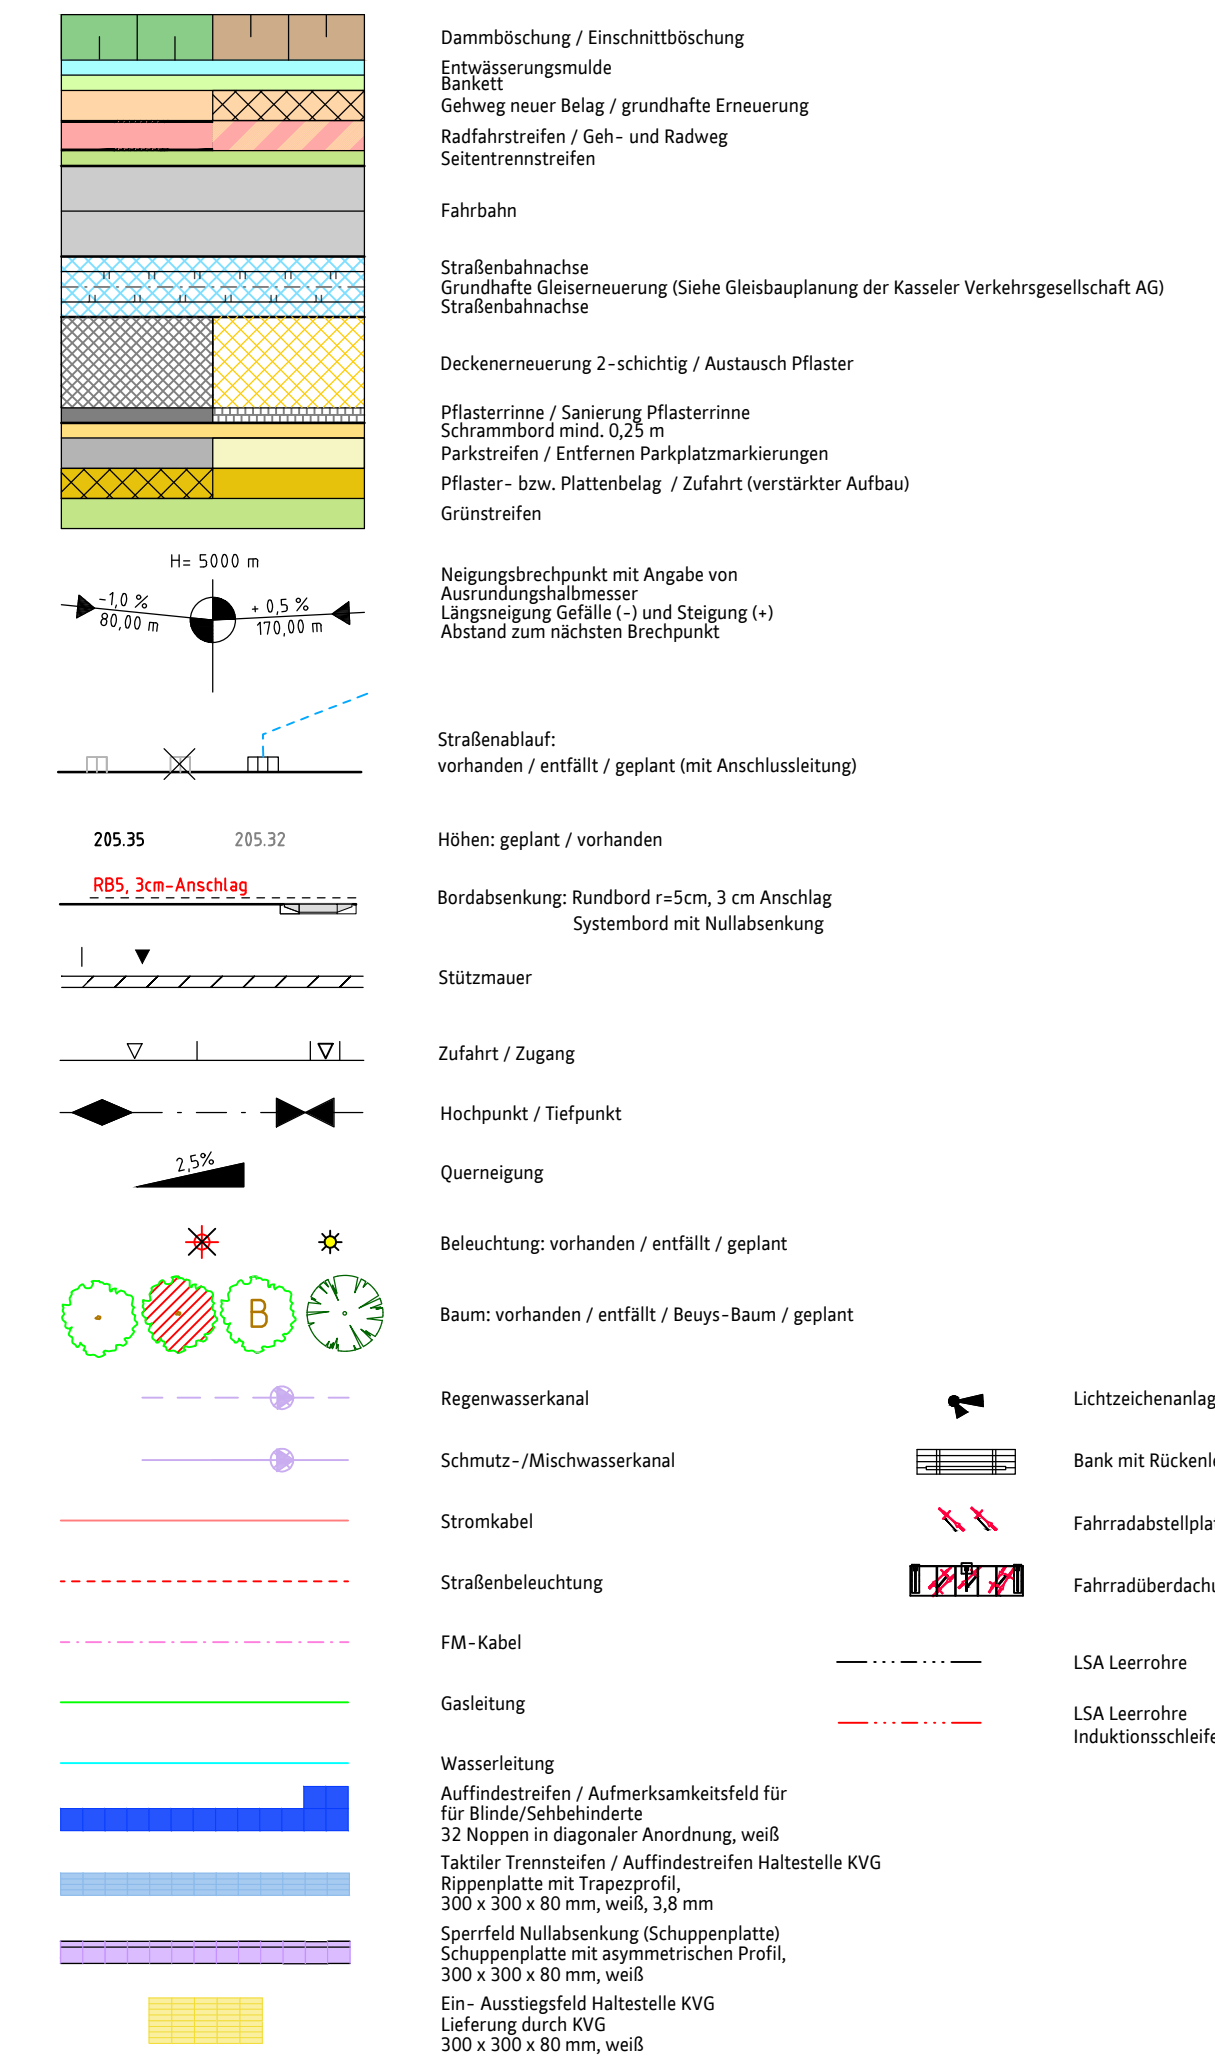 Dammböschung / Einschnittböschung
Entwässerungsmulde
Bankett
Gehweg neuer Belag / grundhafte Erneuerung
Radfahrstreifen / Geh- und Radweg
Seitentrennstreifen
Fahrbahn
Straßenbahnachse
Grundhafte Gleiserneuerung (Siehe Gleisbauplanung der Kasseler Verkehrsgesellschaft AG)
Straßenbahnachse
Deckenerneuerung 2-schichtig / Austausch Pflaster
Pflasterrinne / Sanierung Pflasterrinne
Schrammbord mind. 0,25 m
Parkstreifen / Entfernen Parkplatzmarkierungen
Pflaster- bzw. Plattenbelag / Zufahrt (verstärkter Aufbau)
Grünstreifen
H= 5000 m
-1,0 %
80,00 m
+ 0,5 %
170,00 m
Neigungsbrechpunkt mit Angabe von
Ausrundungshalbmesser
Längsneigung Gefälle (-) und Steigung (+)
Abstand zum nächsten Brechpunkt
Straßenablauf:
vorhanden / entfällt / geplant (mit Anschlussleitung)
205.35 205.32 Höhen: geplant / vorhanden
RB5, 3cm-Anschlag
Bordabsenkung: Rundbord r=5cm, 3 cm Anschlag
Systembord mit Nullabsenkung
Stützmauer
Zufahrt / Zugang
Hochpunkt / Tiefpunkt
2,5%
Querneigung
Beleuchtung: vorhanden / entfällt / geplant
B
Baum: vorhanden / entfällt / Beuys-Baum / geplant
Regenwasserkanal
Schmutz-/Mischwasserkanal
Stromkabel
Straßenbeleuchtung
FM-Kabel
Gasleitung
Wasserleitung
Auffindestreifen / Aufmerksamkeitsfeld für
für Blinde/Sehbehinderte
32 Noppen in diagonaler Anordnung, weiß
Taktiler Trennsteifen / Auffindestreifen Haltestelle KVG
Rippenplatte mit Trapezprofil,
300 x 300 x 80 mm, weiß, 3,8 mm
Sperrfeld Nullabsenkung (Schuppenplatte)
Schuppenplatte mit asymmetrischen Profil,
300 x 300 x 80 mm, weiß
Ein- Ausstiegsfeld Haltestelle KVG
Lieferung durch KVG
300 x 300 x 80 mm, weiß
Lichtzeichenanlag
Bank mit Rückenle
Fahrradabstellplat
Fahrradüberdachu
LSA Leerrohre
LSA Leerrohre
Induktionsschleife